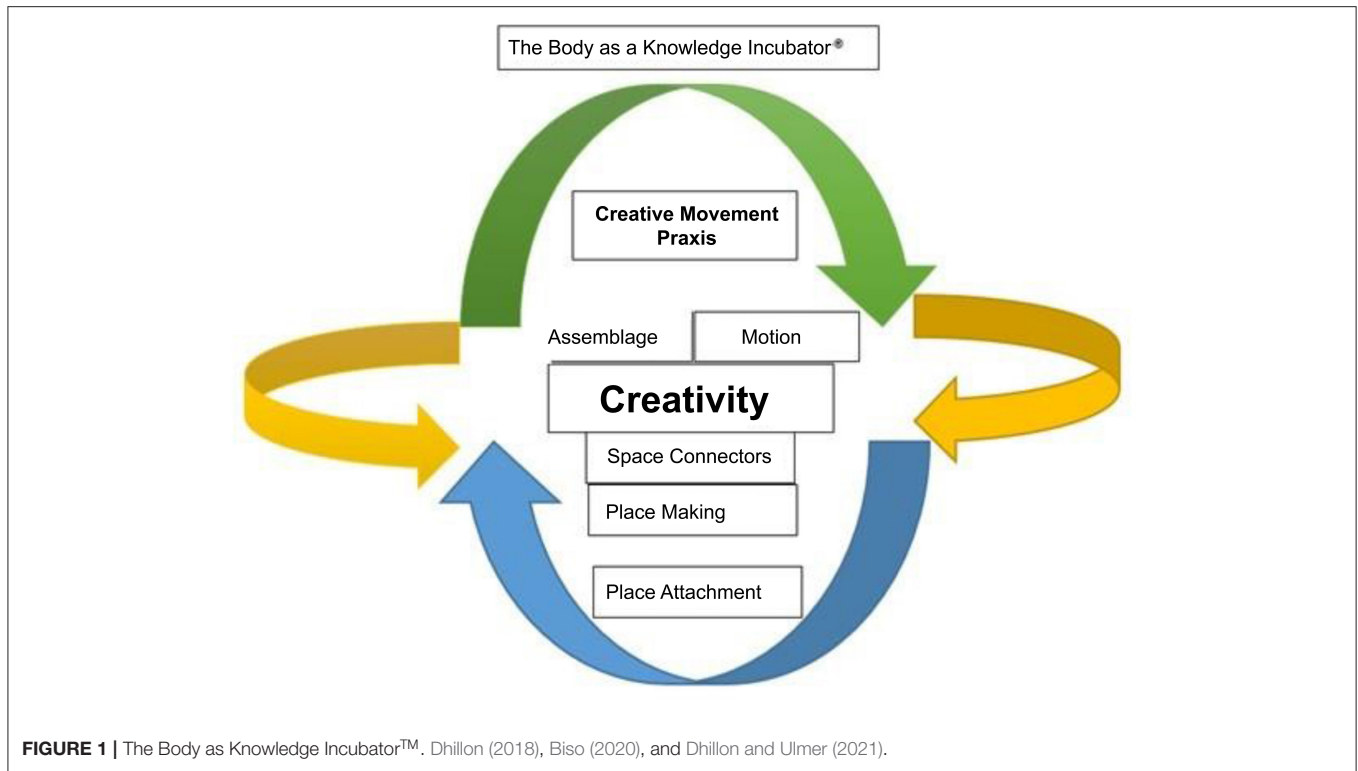 The Body as a Knowledge Incubator®
Creative Movement
Praxis
Assemblage
Motion
Creativity
Space Connectors
Place Making
Place Attachment
FIGURE 1 | The Body as Knowledge Incubator™. Dhillon (2018), Biso (2020), and Dhillon and Ulmer (2021).